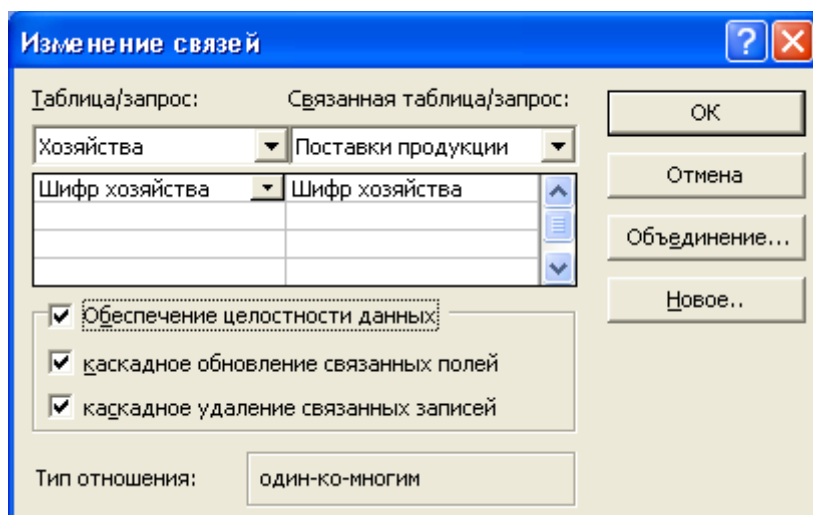 Изменение связей
Таблица/запрос: Связанная таблица/запрос:
Хозяйства Поставки продукции
Шифр хозяйства Шифр хозяйства
ОК
Отмена
Объединение...
Новое..
Обеспечение целостности данных
каскадное обновление связанных полей
каскадное удаление связанных записей
Тип отношения: один-ко-многим